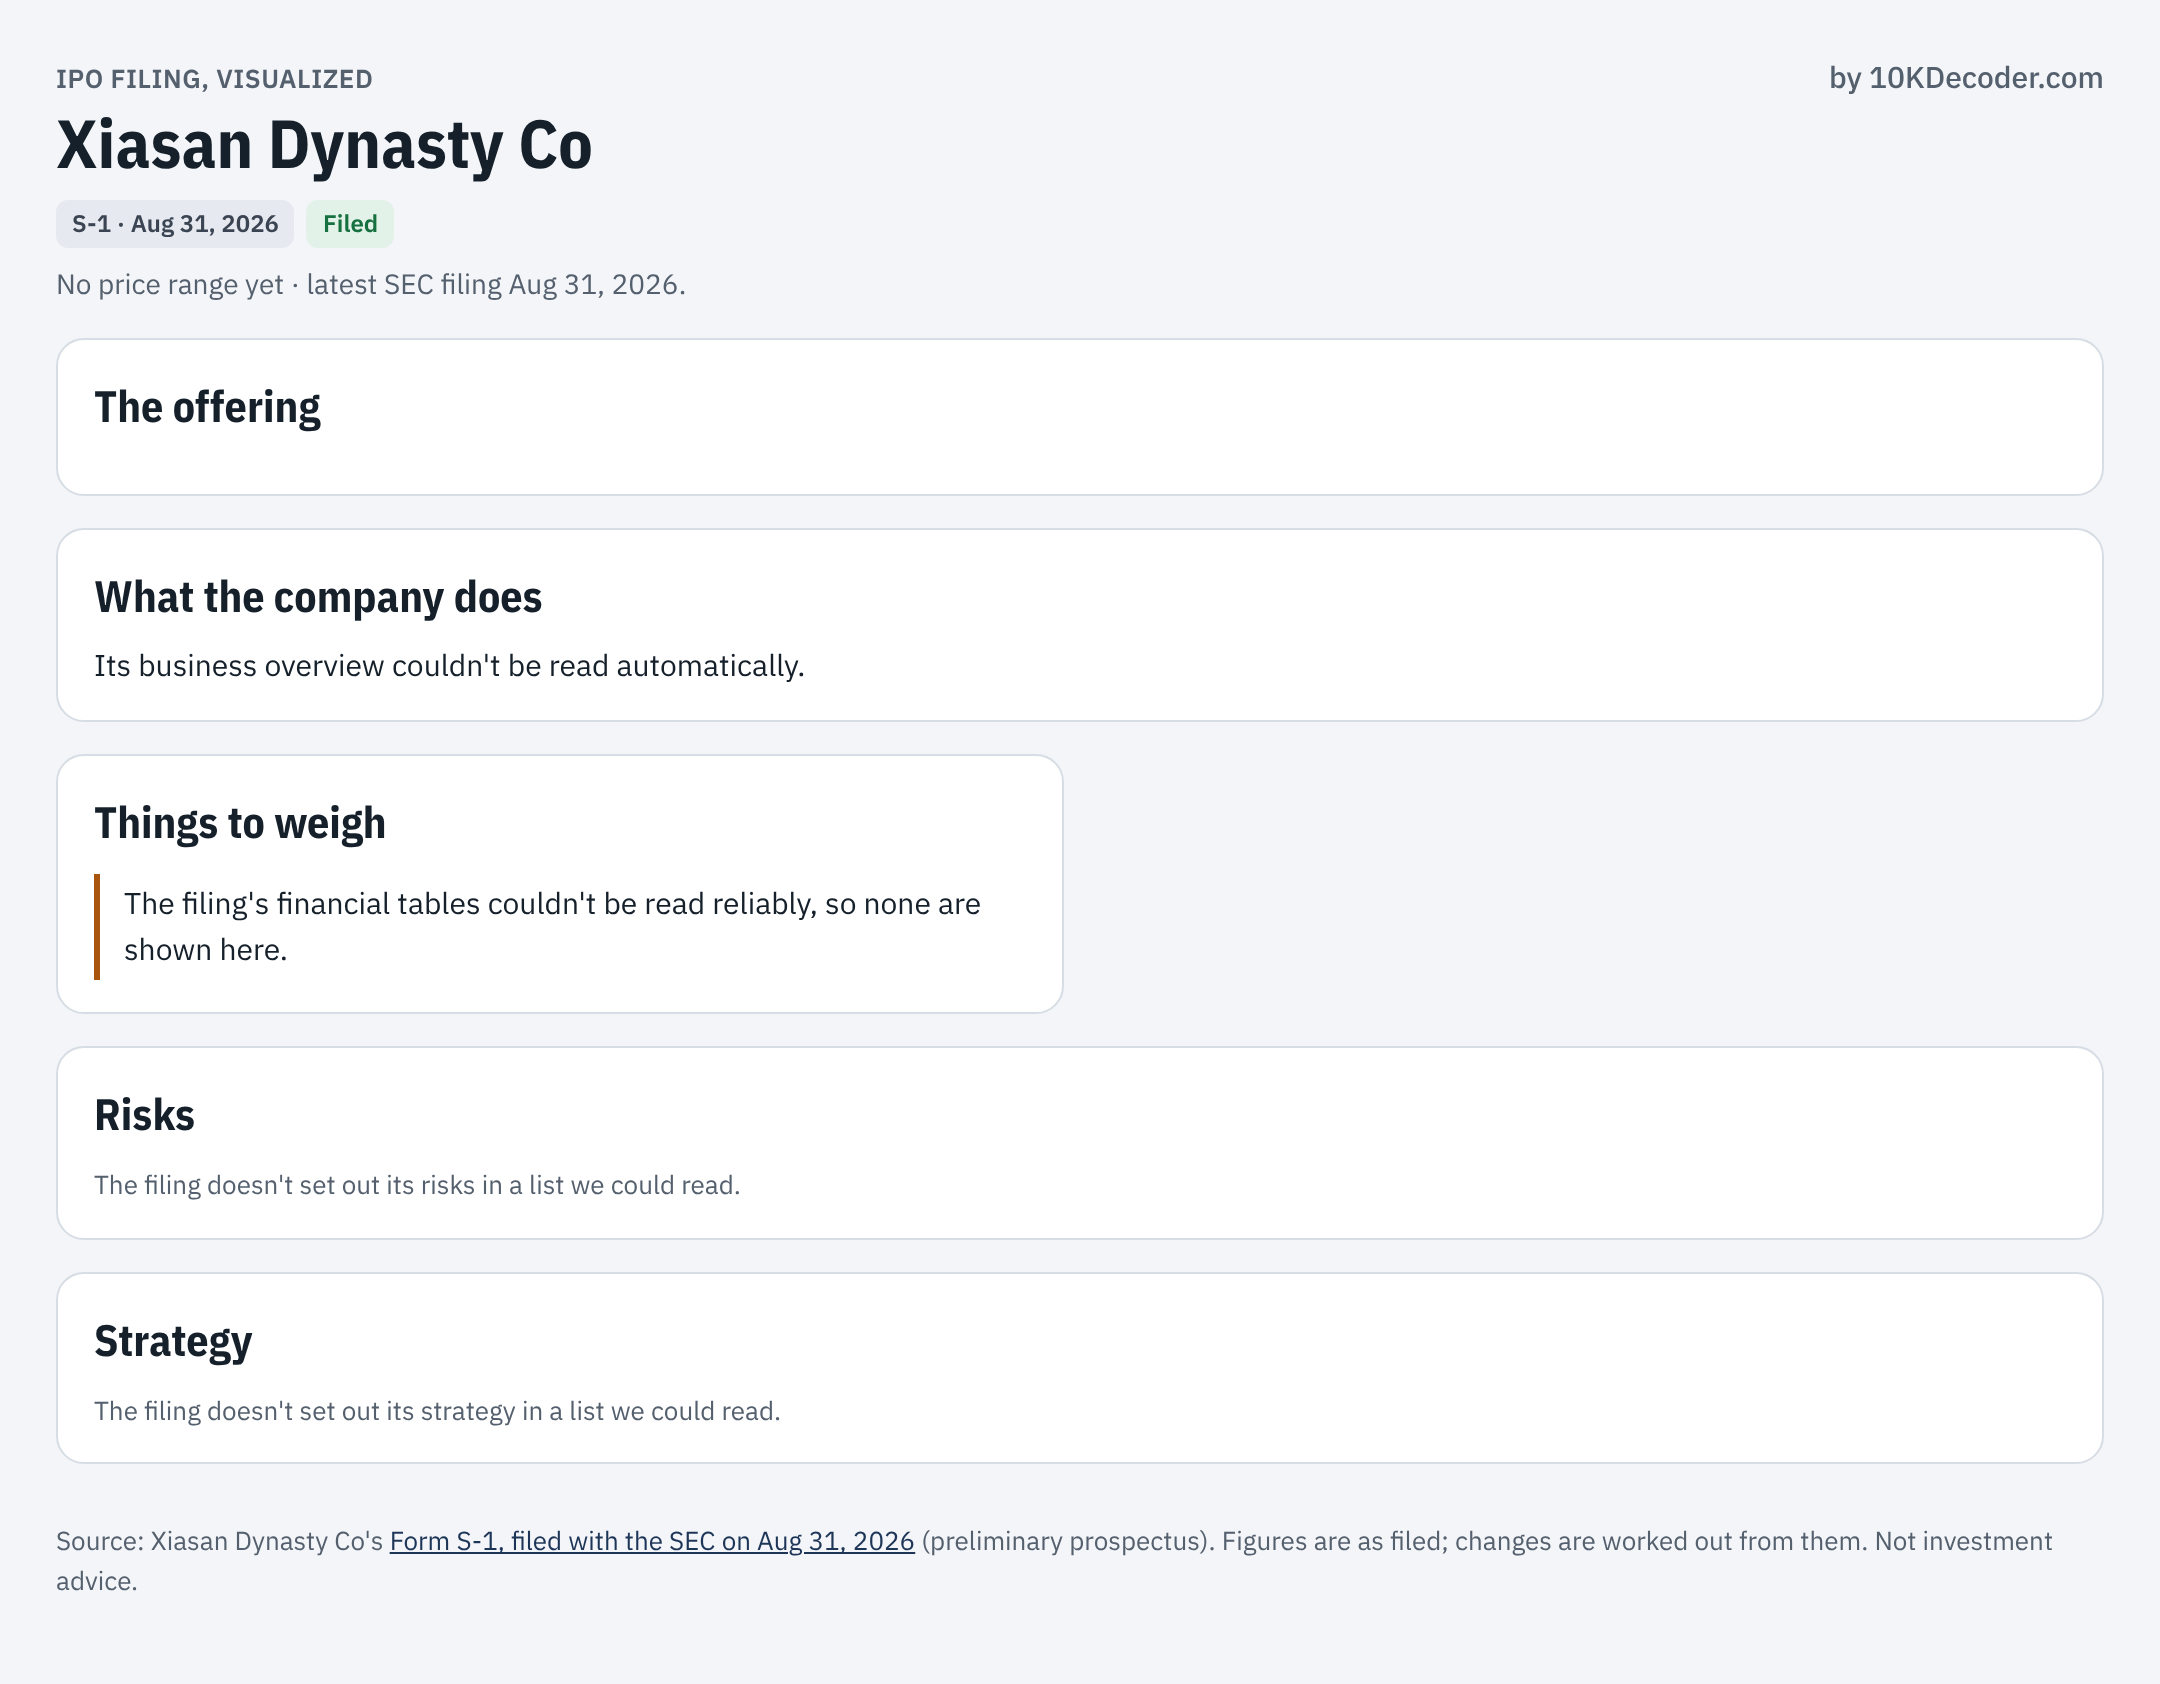 IPO FILING, VISUALIZED
by 10KDecoder.com
Xiasan Dynasty Co
S-1 · Aug 31, 2026
Filed
No price range yet · latest SEC filing Aug 31, 2026.
The offering
What the company does
Its business overview couldn't be read automatically.
Things to weigh
The filing's financial tables couldn't be read reliably, so none are
shown here.
Risks
The filing doesn't set out its risks in a list we could read.
Strategy
The filing doesn't set out its strategy in a list we could read.
Source: Xiasan Dynasty Co's Form S-1, filed with the SEC on Aug 31, 2026 (preliminary prospectus). Figures are as filed; changes are worked out from them. Not investment
advice.